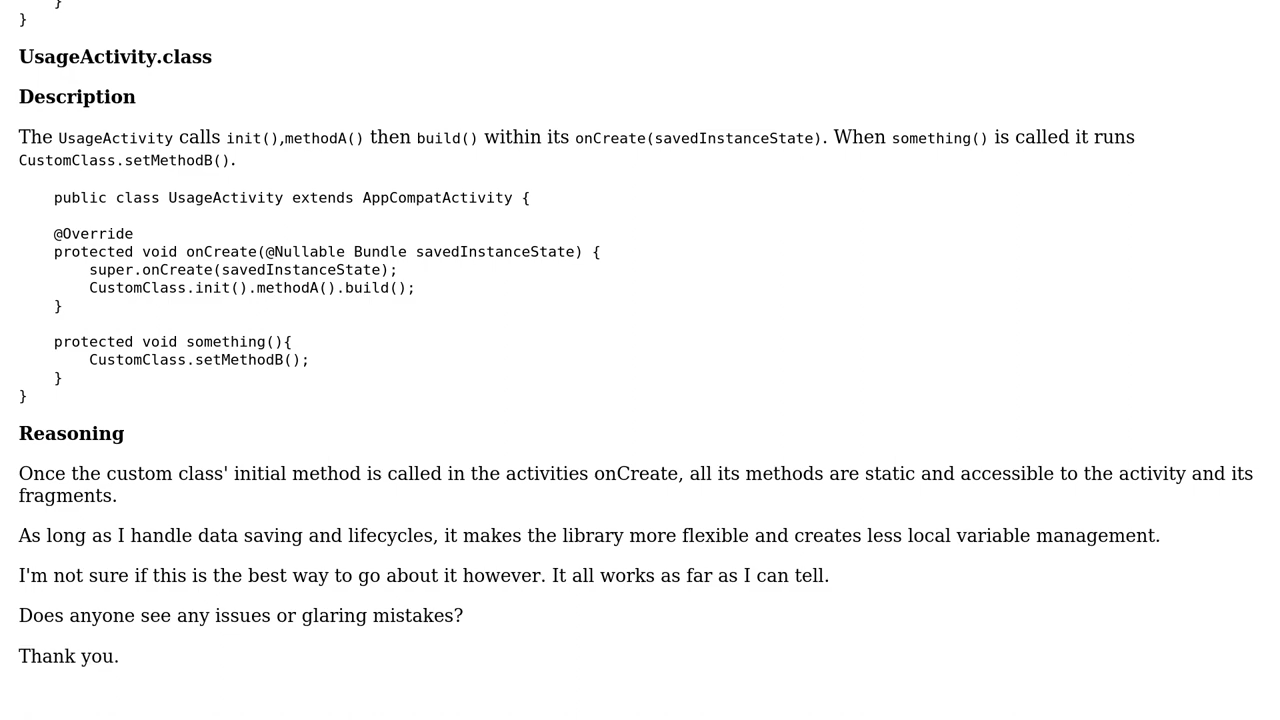 }
}
UsageActivity.class
Description
The UsageActivity calls init(),methodA() then build() within its onCreate(savedInstanceState). When something() is called it runs
CustomClass.setMethodB().
    public class UsageActivity extends AppCompatActivity {
    @Override
    protected void onCreate(@Nullable Bundle savedInstanceState) {
        super.onCreate(savedInstanceState);
        CustomClass.init().methodA().build();
    }
    protected void something(){
        CustomClass.setMethodB();
    }
}
Reasoning
Once the custom class' initial method is called in the activities onCreate, all its methods are static and accessible to the activity and its
fragments.
As long as I handle data saving and lifecycles, it makes the library more flexible and creates less local variable management.
I'm not sure if this is the best way to go about it however. It all works as far as I can tell.
Does anyone see any issues or glaring mistakes?
Thank you.